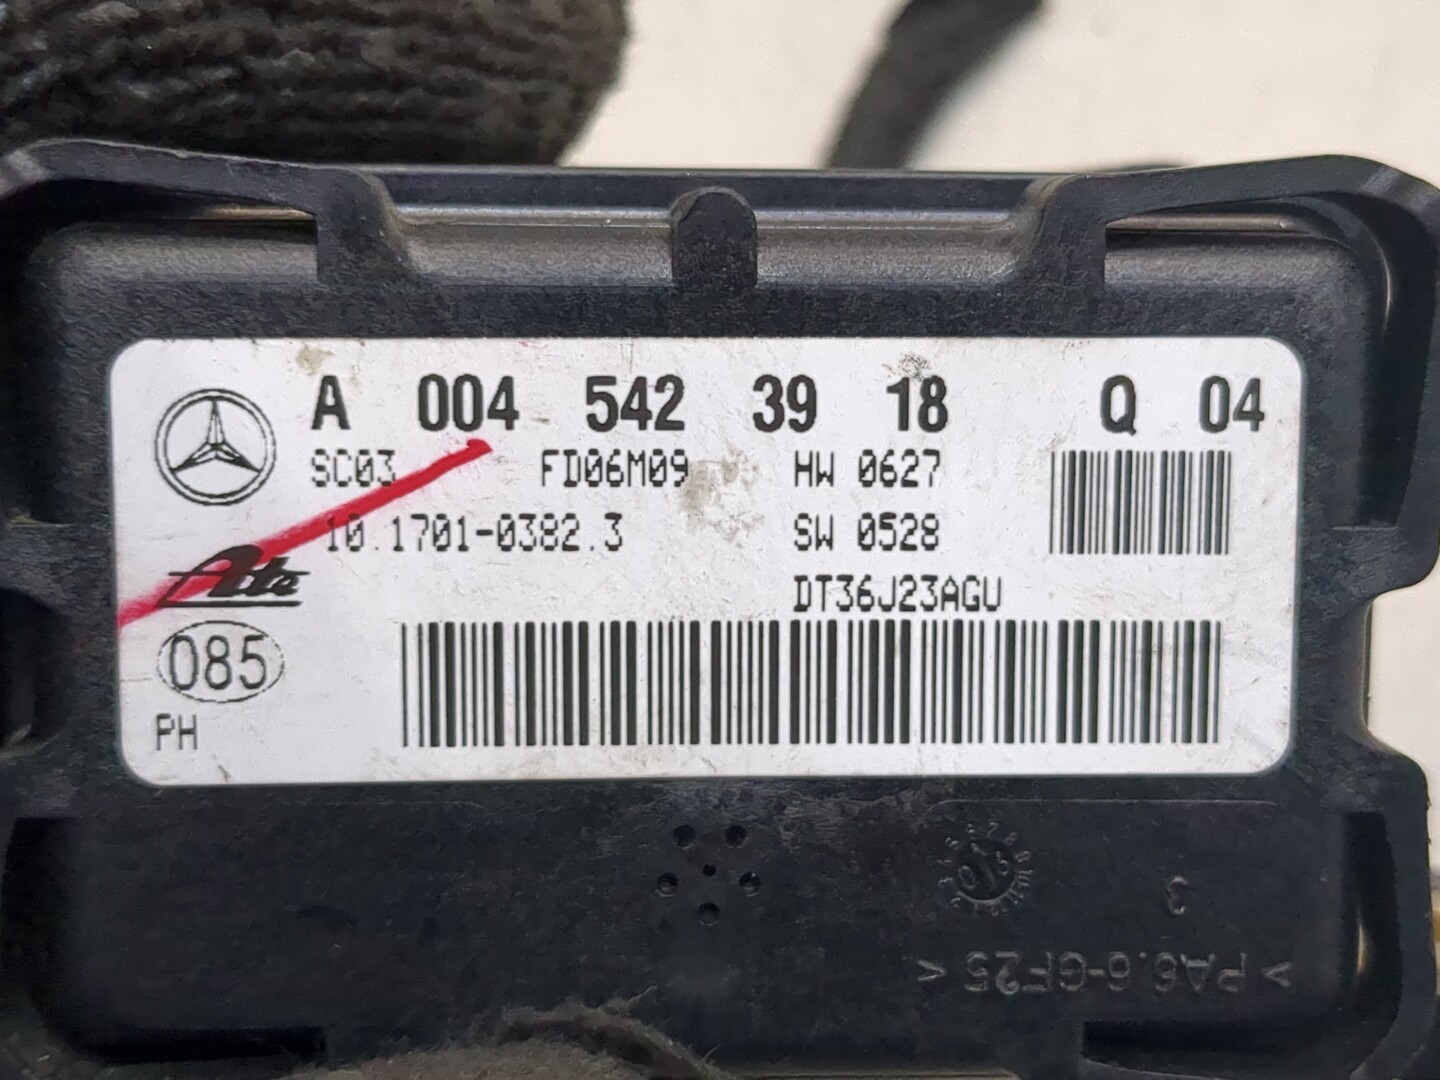 A 004 542 39 18 Q 04
SC03 FD06M09 HW 0627
10.1701-0382.3 SW 0528
Ate
DT36J23AGU
085
PH
3
>PA6.6-GF25<